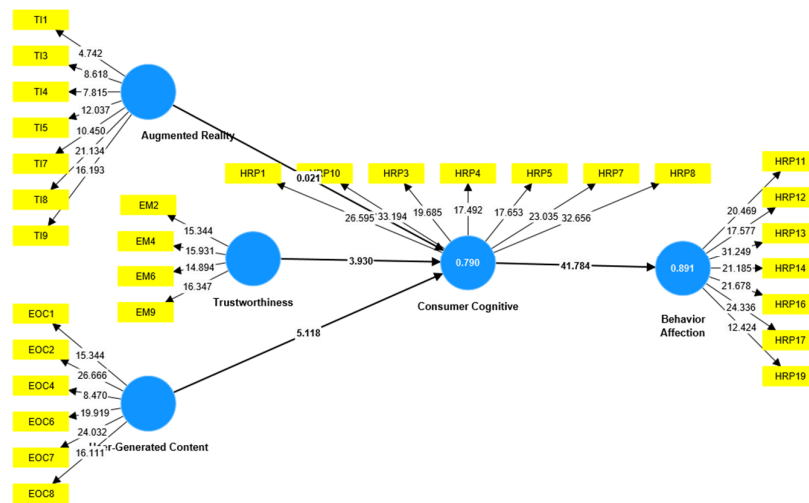 TI1
4.742
TI3
8.618
TI4
7.815
TI5
12.037
TI7
10.450
TI8
21.134
TI9
16.193
Augmented Reality
0.021
HRP1
HRP10
HRP3
HRP4
HRP5
HRP7
HRP8
26.595
33.194
19.685
17.492
17.653
23.035
32.656
EM2
15.344
EM4
15.931
EM6
14.894
EM9
16.347
Trustworthiness
3.930
0.790
Consumer Cognitive
41.784
0.891
Behavior
Affection
HRP11
20.469
HRP12
17.577
HRP13
31.249
HRP14
21.185
HRP16
21.678
HRP17
24.336
HRP19
12.424
EOC1
15.344
EOC2
26.666
EOC4
8.470
EOC6
19.919
EOC7
24.032
EOC8
16.111
User-Generated Content
5.118